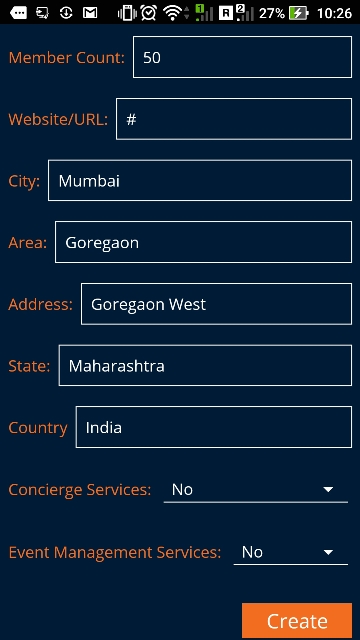 1 R 2 27% 10:26
Member Count: 50
Website/URL: #
City: Mumbai
Area: Goregaon
Address: Goregaon West
State: Maharashtra
Country India
Concierge Services: No
Event Management Services: No
Create